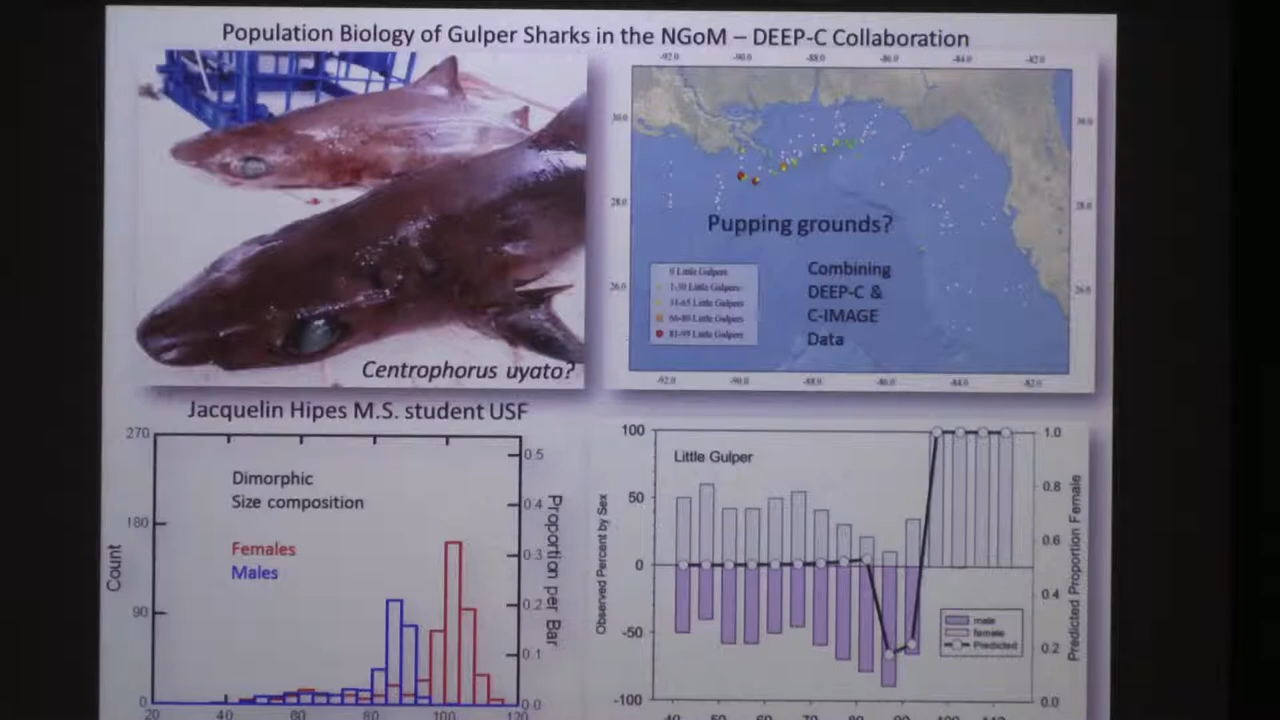 Population Biology of Gulper Sharks in the NGoM – DEEP-C Collaboration
-92.0 -90.0 -88.0 -86.0 -84.0 -82.0
30.0 30.0
28.0 28.0
26.0 26.0
Pupping grounds?
Combining
DEEP-C &
C-IMAGE
Data
0 Little Gulpers
1-30 Little Gulpers
31-65 Little Gulpers
66-80 Little Gulpers
81-99 Little Gulpers
-92.0 -90.0 -88.0 -86.0 -84.0 -82.0
Centrophorus uyato?
Jacquelin Hipes M.S. student USF
270
180
90
0
Count
Dimorphic
Size composition
Females
Males
0.5
0.4
0.3
0.2
0.1
0.0
Proportion per Bar
20 40 60 80 100 120
100
50
0
-50
-100
Observed Percent by Sex
Little Gulper
male
female
Predicted
1.0
0.8
0.6
0.4
0.2
0.0
Predicted Proportion Female
40 50 60 70 80 90 100 110